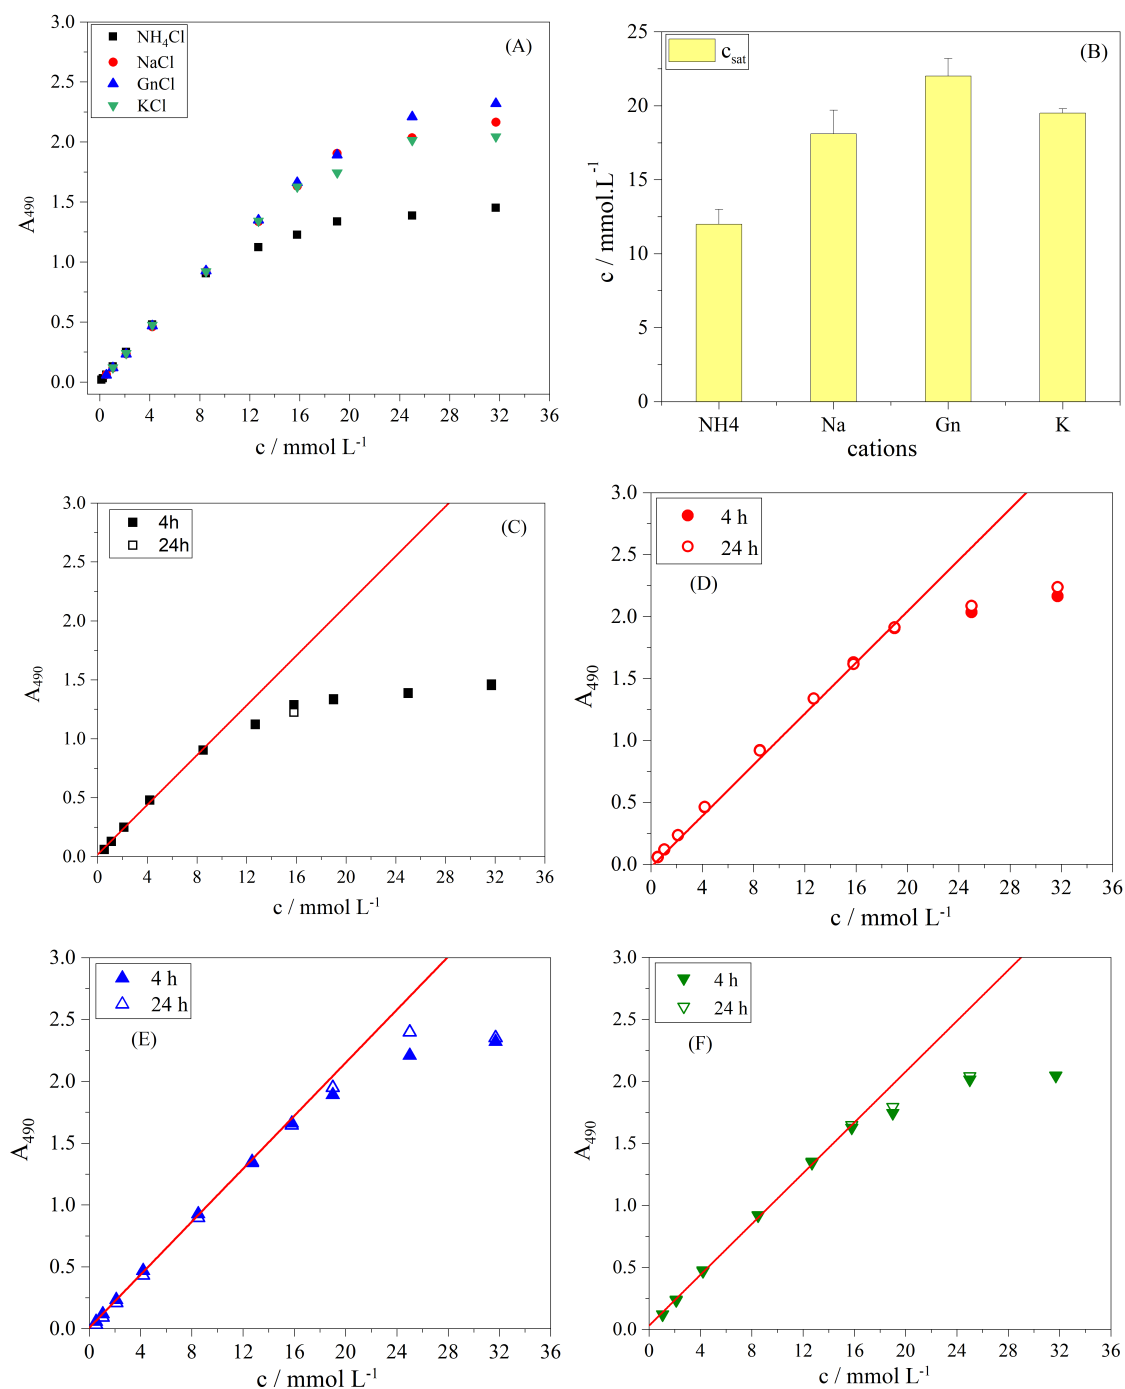 3.0
2.5
2.0
1.5
1.0
0.5
0.0
A490
NH4Cl
NaCl
GnCl
KCl
(A)
0 4 8 12 16 20 24 28 32 36
c / mmol L-1
25
20
15
10
5
0
c / mmol.L-1
csat
(B)
NH4 Na Gn K
cations
3.0
2.5
2.0
1.5
1.0
0.5
0.0
A490
4h
24h
(C)
0 4 8 12 16 20 24 28 32 36
c / mmol L-1
3.0
2.5
2.0
1.5
1.0
0.5
0.0
A490
4 h
24 h
(D)
0 4 8 12 16 20 24 28 32 36
c / mmol L-1
3.0
2.5
2.0
1.5
1.0
0.5
0.0
A490
4 h
24 h
(E)
0 4 8 12 16 20 24 28 32 36
c / mmol L-1
3.0
2.5
2.0
1.5
1.0
0.5
0.0
A490
4 h
24 h
(F)
0 4 8 12 16 20 24 28 32 36
c / mmol L-1